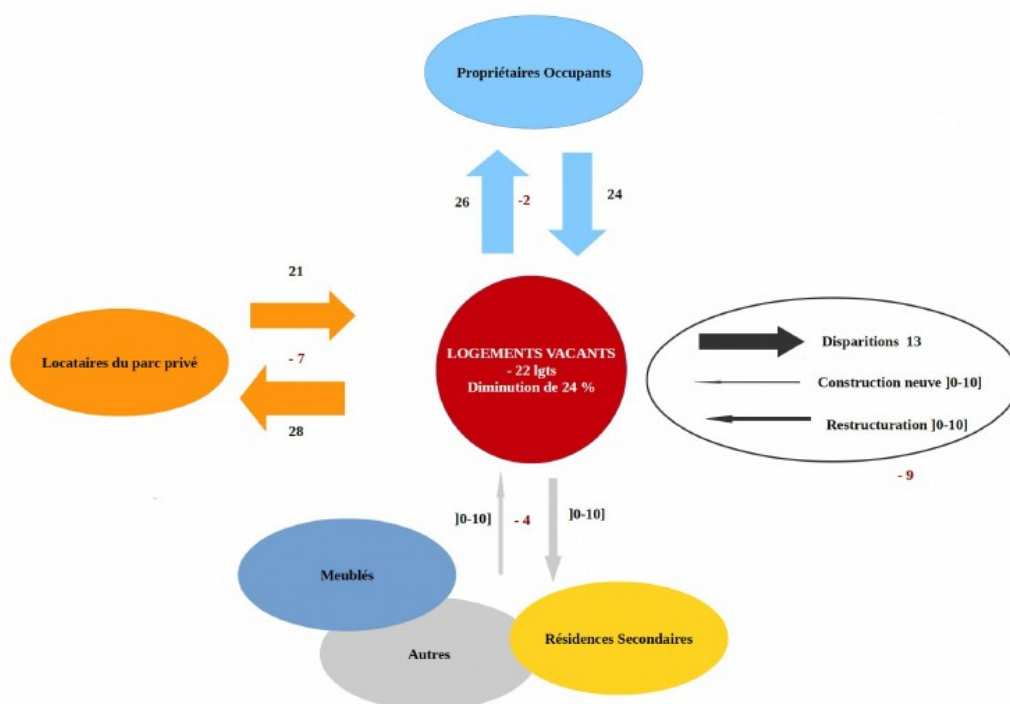 Propriétaires Occupants
26
-2
24
21
Locataires du parc privé
- 7
28
LOGEMENTS VACANTS
- 22 lgts
Diminution de 24 %
Disparitions 13
Construction neuve ]0-10]
Restructuration ]0-10]
- 9
]0-10]
- 4
]0-10]
Meublés
Autres
Résidences Secondaires